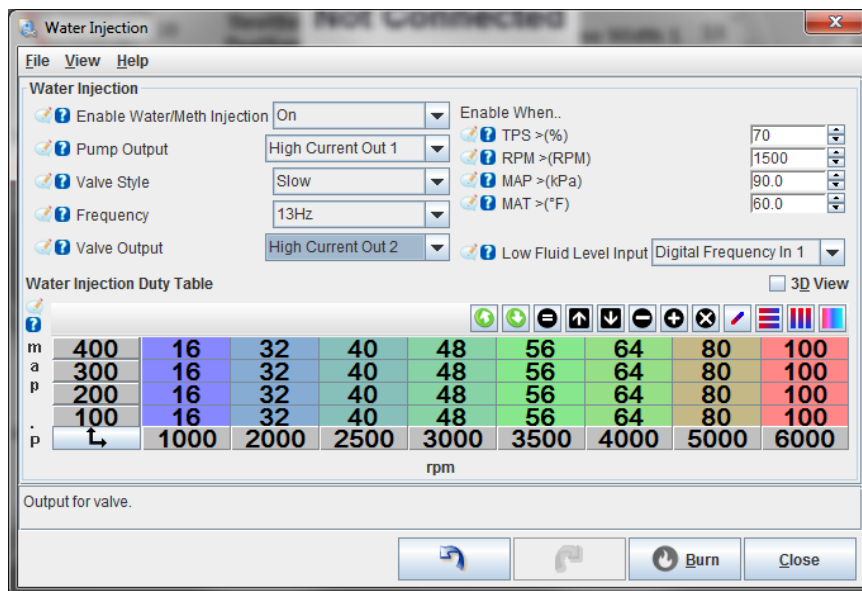 Water Injection
Not Connected
File View Help
Water Injection
Enable Water/Meth Injection On
Pump Output High Current Out 1
Valve Style Slow
Frequency 13Hz
Valve Output High Current Out 2
Enable When..
TPS >(%) 70
RPM >(RPM) 1500
MAP >(kPa) 90.0
MAT >(°F) 60.0
Low Fluid Level Input Digital Frequency In 1
Water Injection Duty Table
3D View
map.p
400 16 32 40 48 56 64 80 100
300 16 32 40 48 56 64 80 100
200 16 32 40 48 56 64 80 100
100 16 32 40 48 56 64 80 100
1000 2000 2500 3000 3500 4000 5000 6000
rpm
Output for valve.
Burn
Close